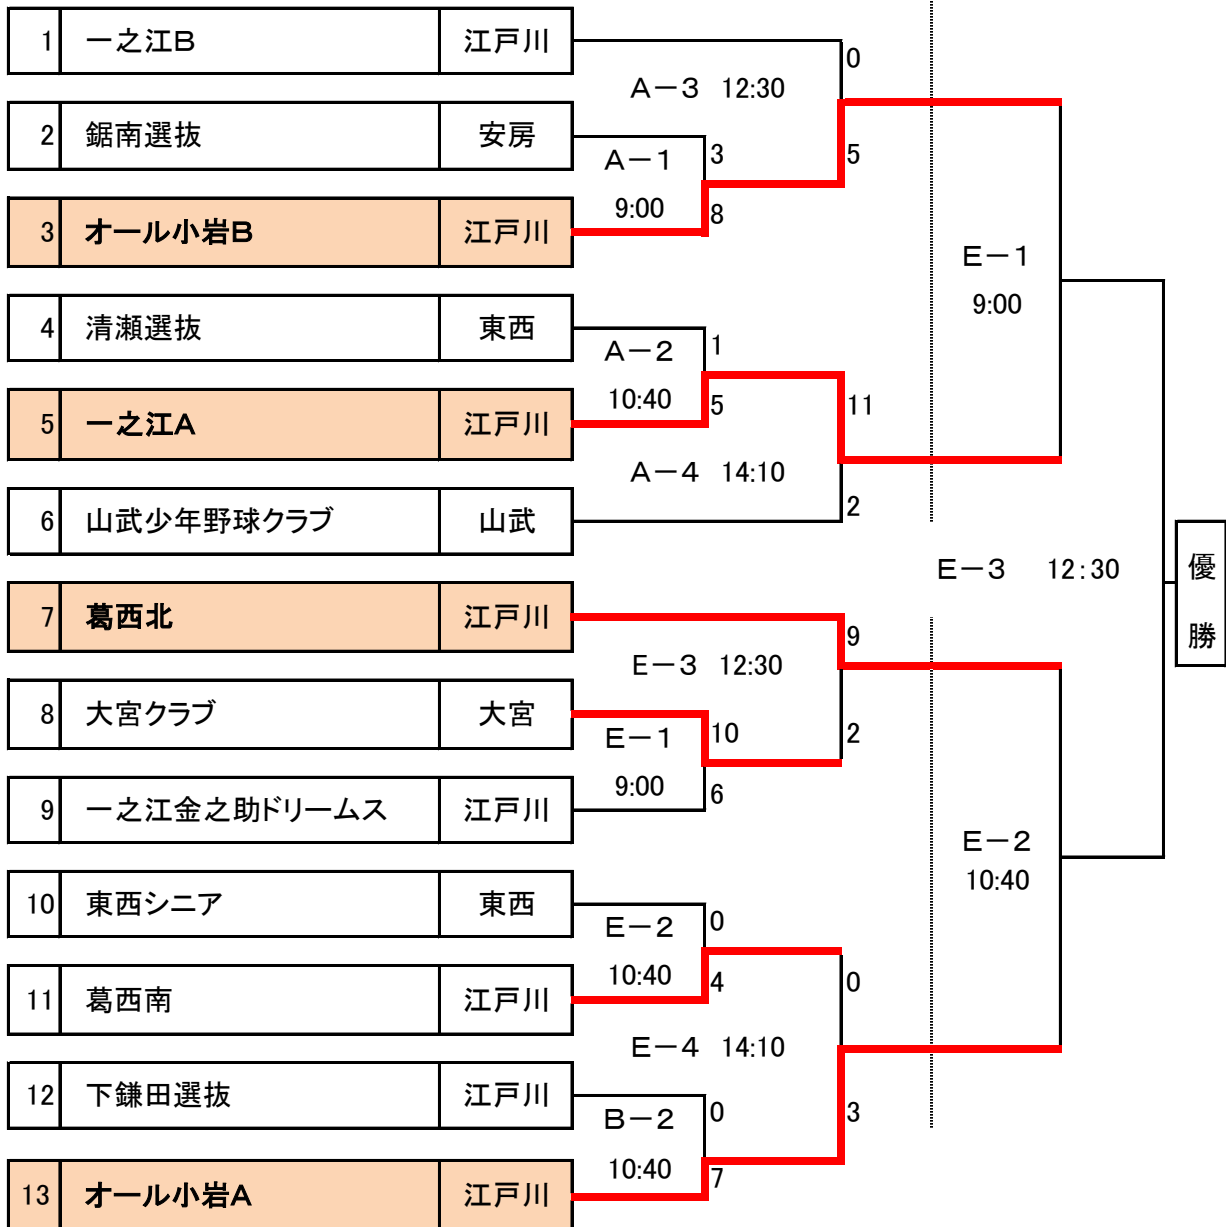 1 一之江B 江戸川
0
A－3 12:30
2 鋸南選抜 安房
A－1 3
5
9:00 8
3 オール小岩B 江戸川
E－1
9:00
4 清瀬選抜 東西
A－2 1
10:40 5
11
5 一之江A 江戸川
A－4 14:10
2
6 山武少年野球クラブ 山武
E－3 12:30
優勝
7 葛西北 江戸川
9
E－3 12:30
8 大宮クラブ 大宮
E－1 10
2
9:00 6
9 一之江金之助ドリームス 江戸川
E－2
10:40
10 東西シニア 東西
E－2 0
10:40 4
0
11 葛西南 江戸川
E－4 14:10
12 下鎌田選抜 江戸川
B－2 0
3
10:40 7
13 オール小岩A 江戸川